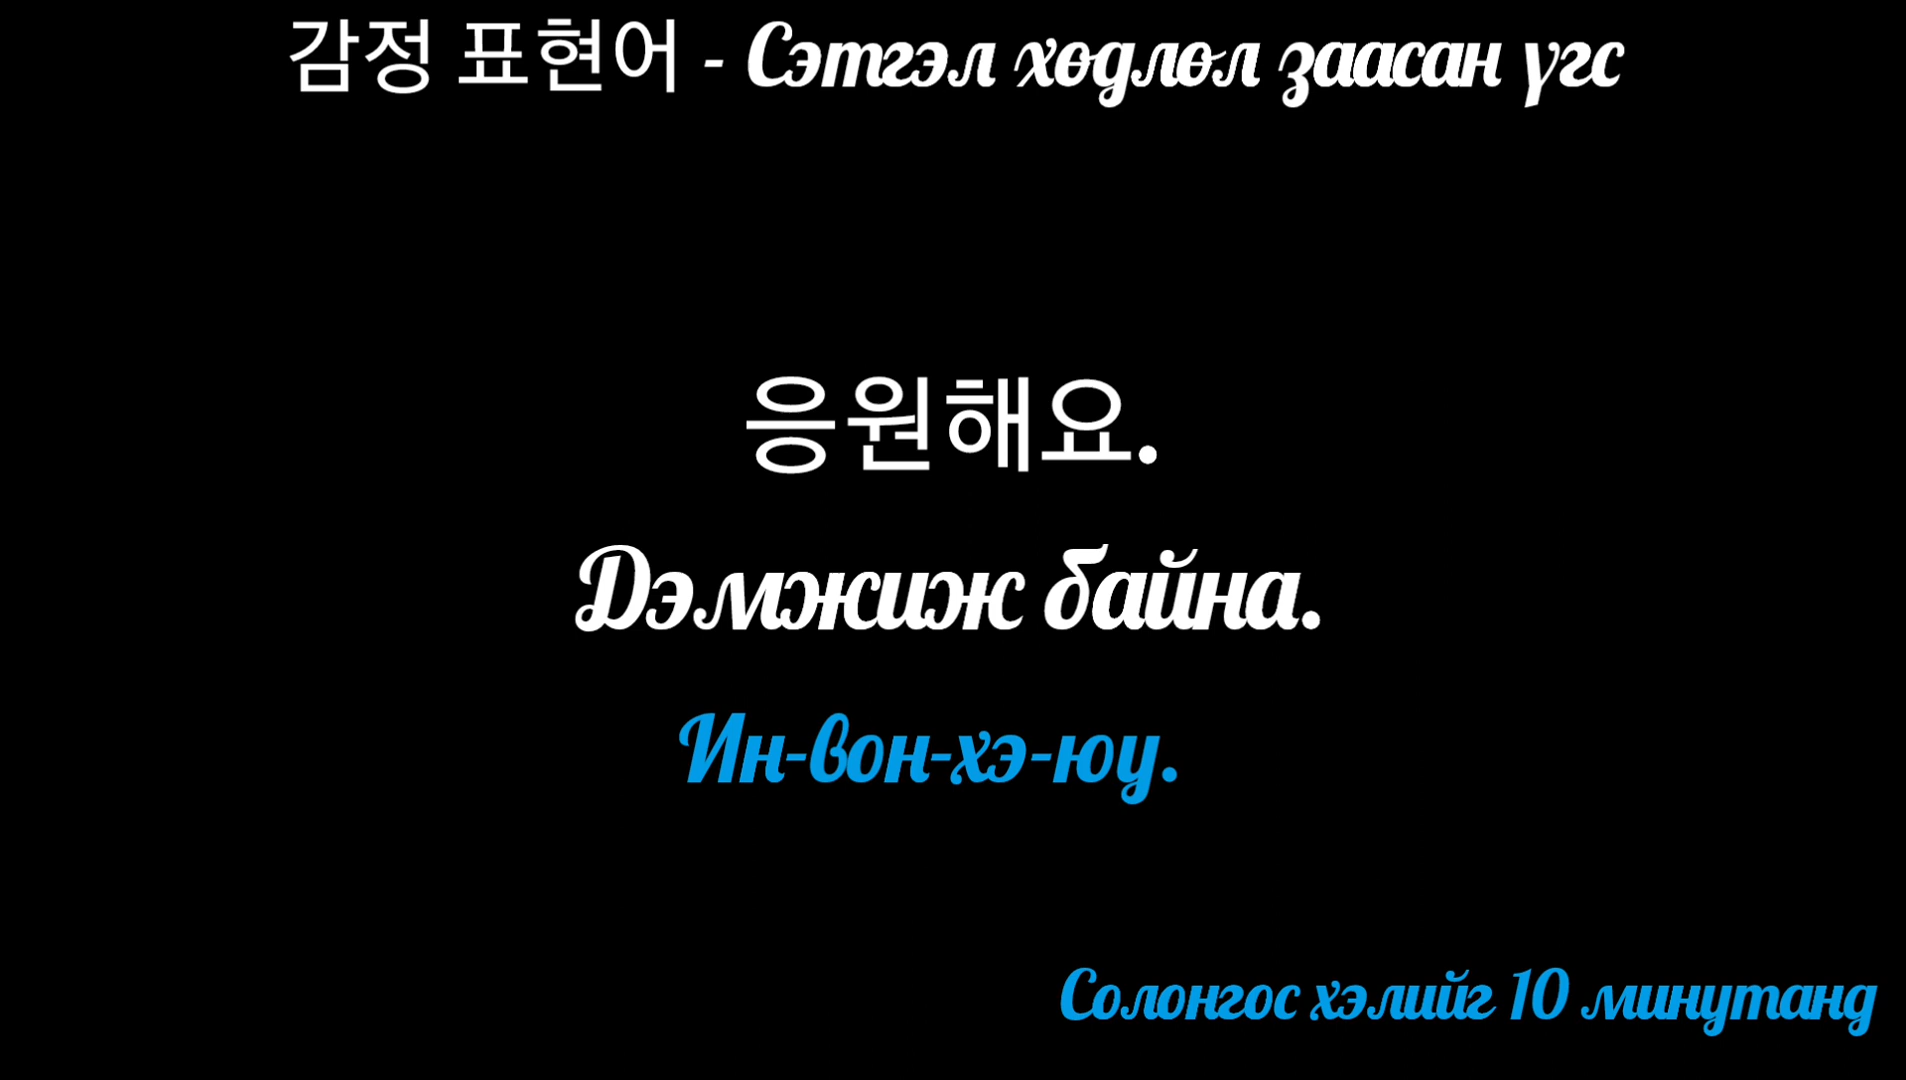 감정 표현어 - Сэтгэл хөдлөл заасан үгс
응원해요.
Дэмжиж байна.
Ин-вон-хэ-юу.
Солонгос хэлийг 10 минутанд